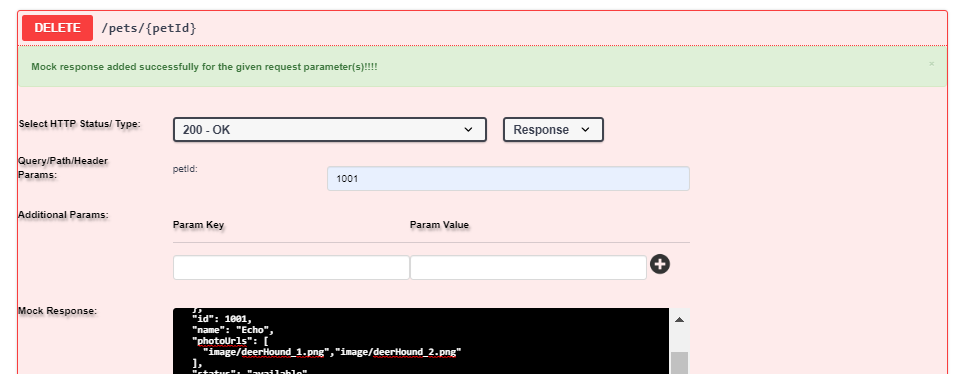 DELETE /pets/{petId}
Mock response added successfully for the given request parameter(s)!!!! ×
Select HTTP Status/ Type:
200 - OK
Response
Query/Path/Header
Params:
petId:
1001
Additional Params:
Param Key
Param Value
Mock Response:
},
"id": 1001,
"name": "Echo",
"photoUrls": [
"image/deerHound_1.png","image/deerHound_2.png"
],
"status": "available"